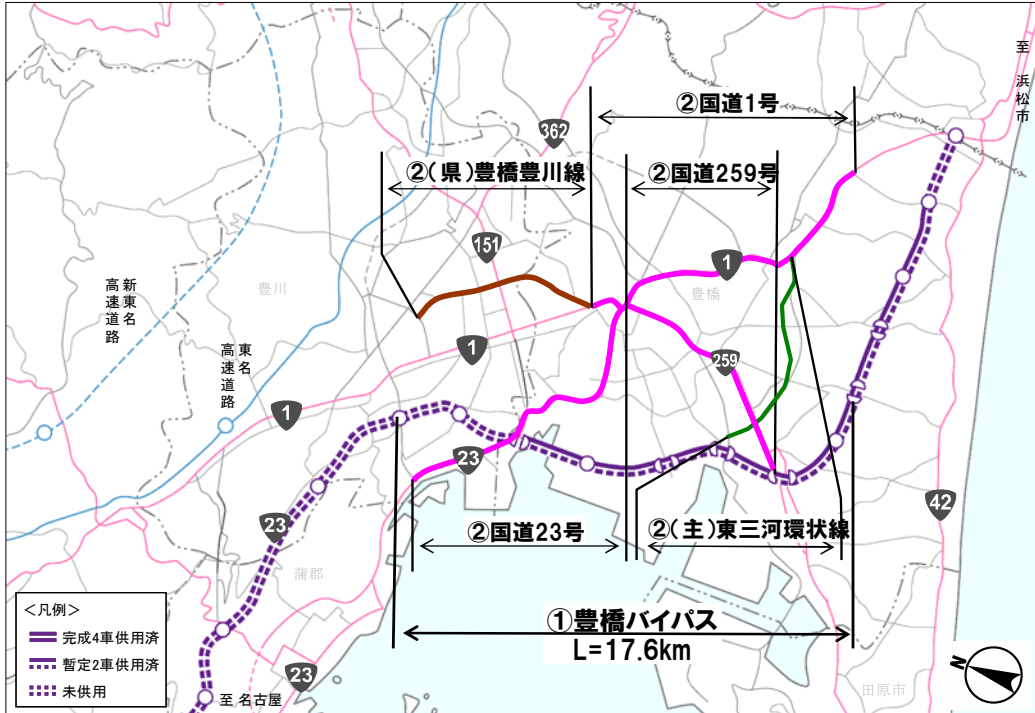 至 浜松市
②国道1号
362
②(県)豊橋豊川線
②国道259号
151
1
豊川
豊橋
新東名
高速道路
東名
高速道路
1
259
1
23
42
23
②国道23号
②(主)東三河環状線
蒲郡
①豊橋バイパス
L=17.6km
<凡例>
完成4車供用済
暫定2車供用済
未供用
23
至 名古屋
田原市
N